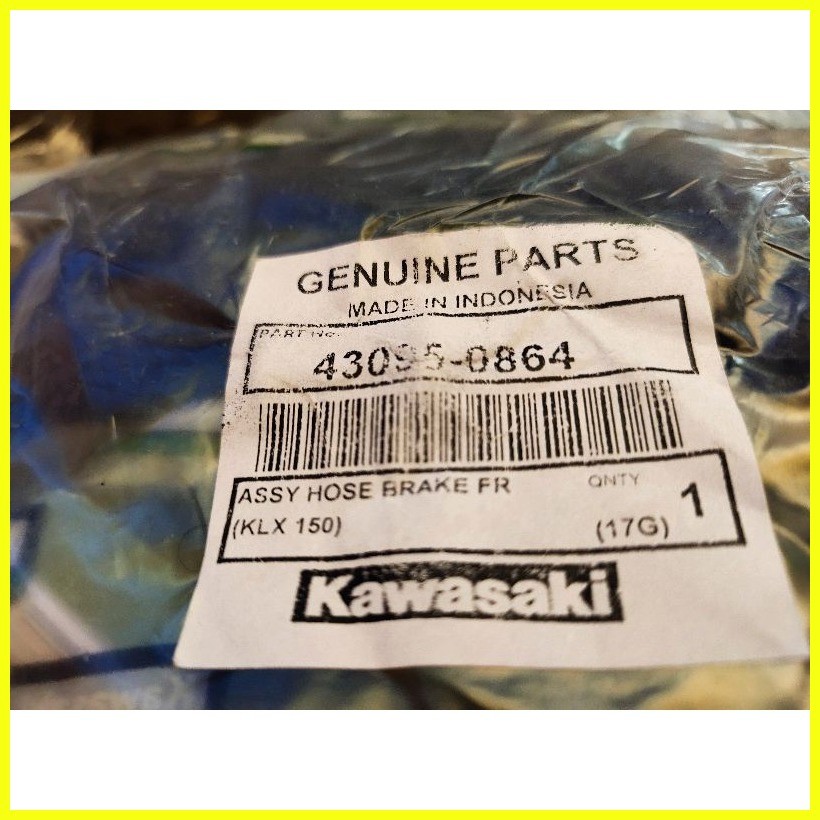 GENUINE PARTS
MADE IN INDONESIA
PART No.
43095-0864
ASSY HOSE BRAKE FR QNTY 1
(KLX 150) (17G)
Kawasaki